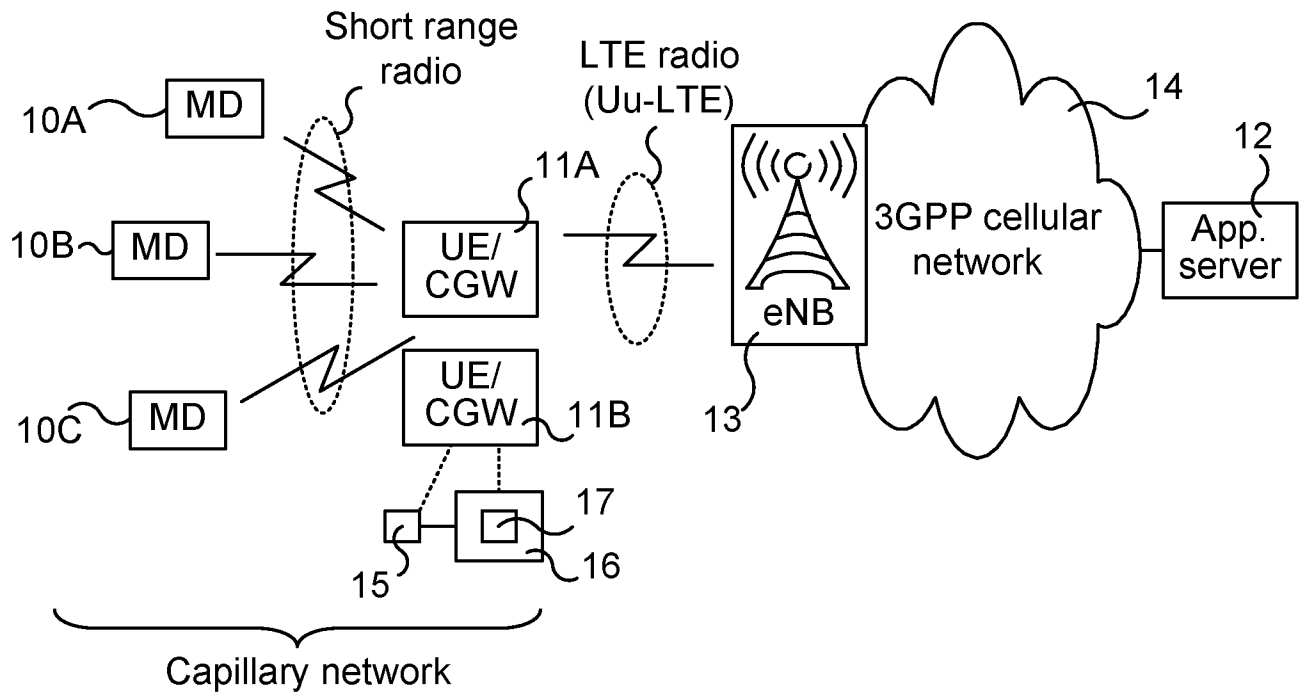 Short range
radio
LTE radio
(Uu-LTE)
14
12
10A
MD
11A
10B
MD
UE/
CGW
3GPP cellular
network
App.
server
eNB
10C
MD
UE/
CGW
11B
13
17
15
16
Capillary network